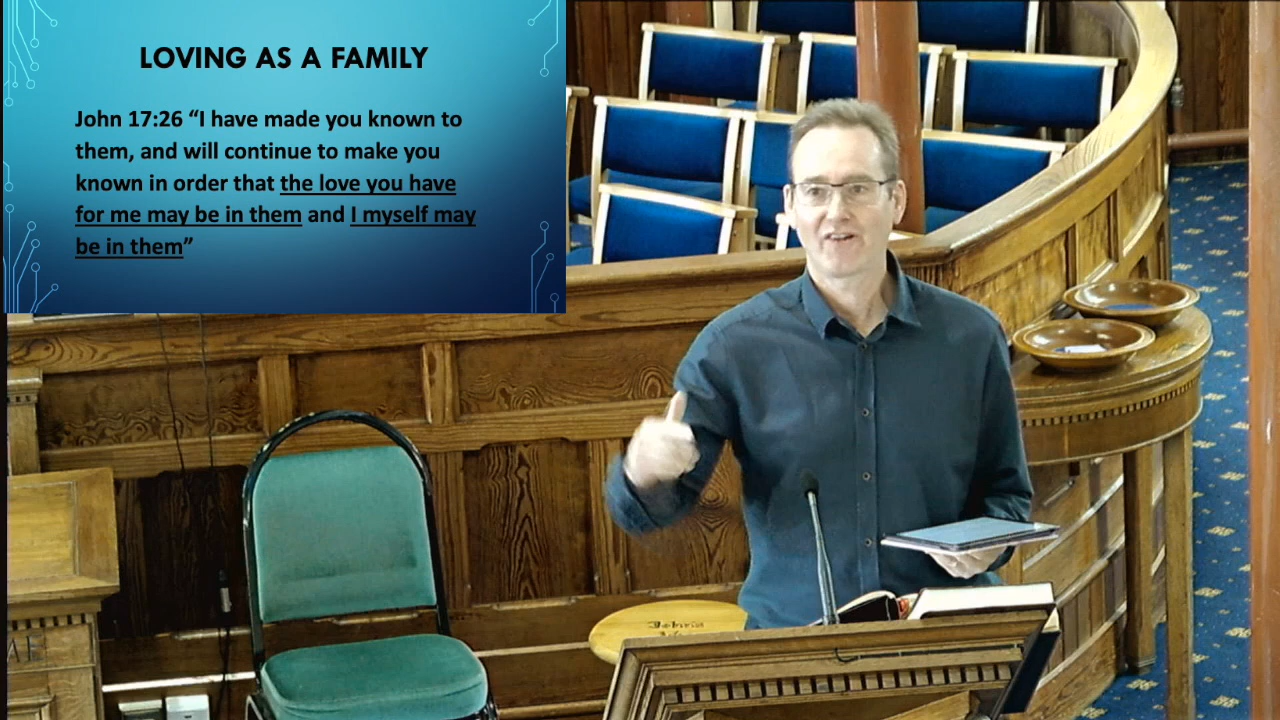 LOVING AS A FAMILY
John 17:26 “I have made you known to
them, and will continue to make you
known in order that the love you have
for me may be in them and I myself may
be in them”